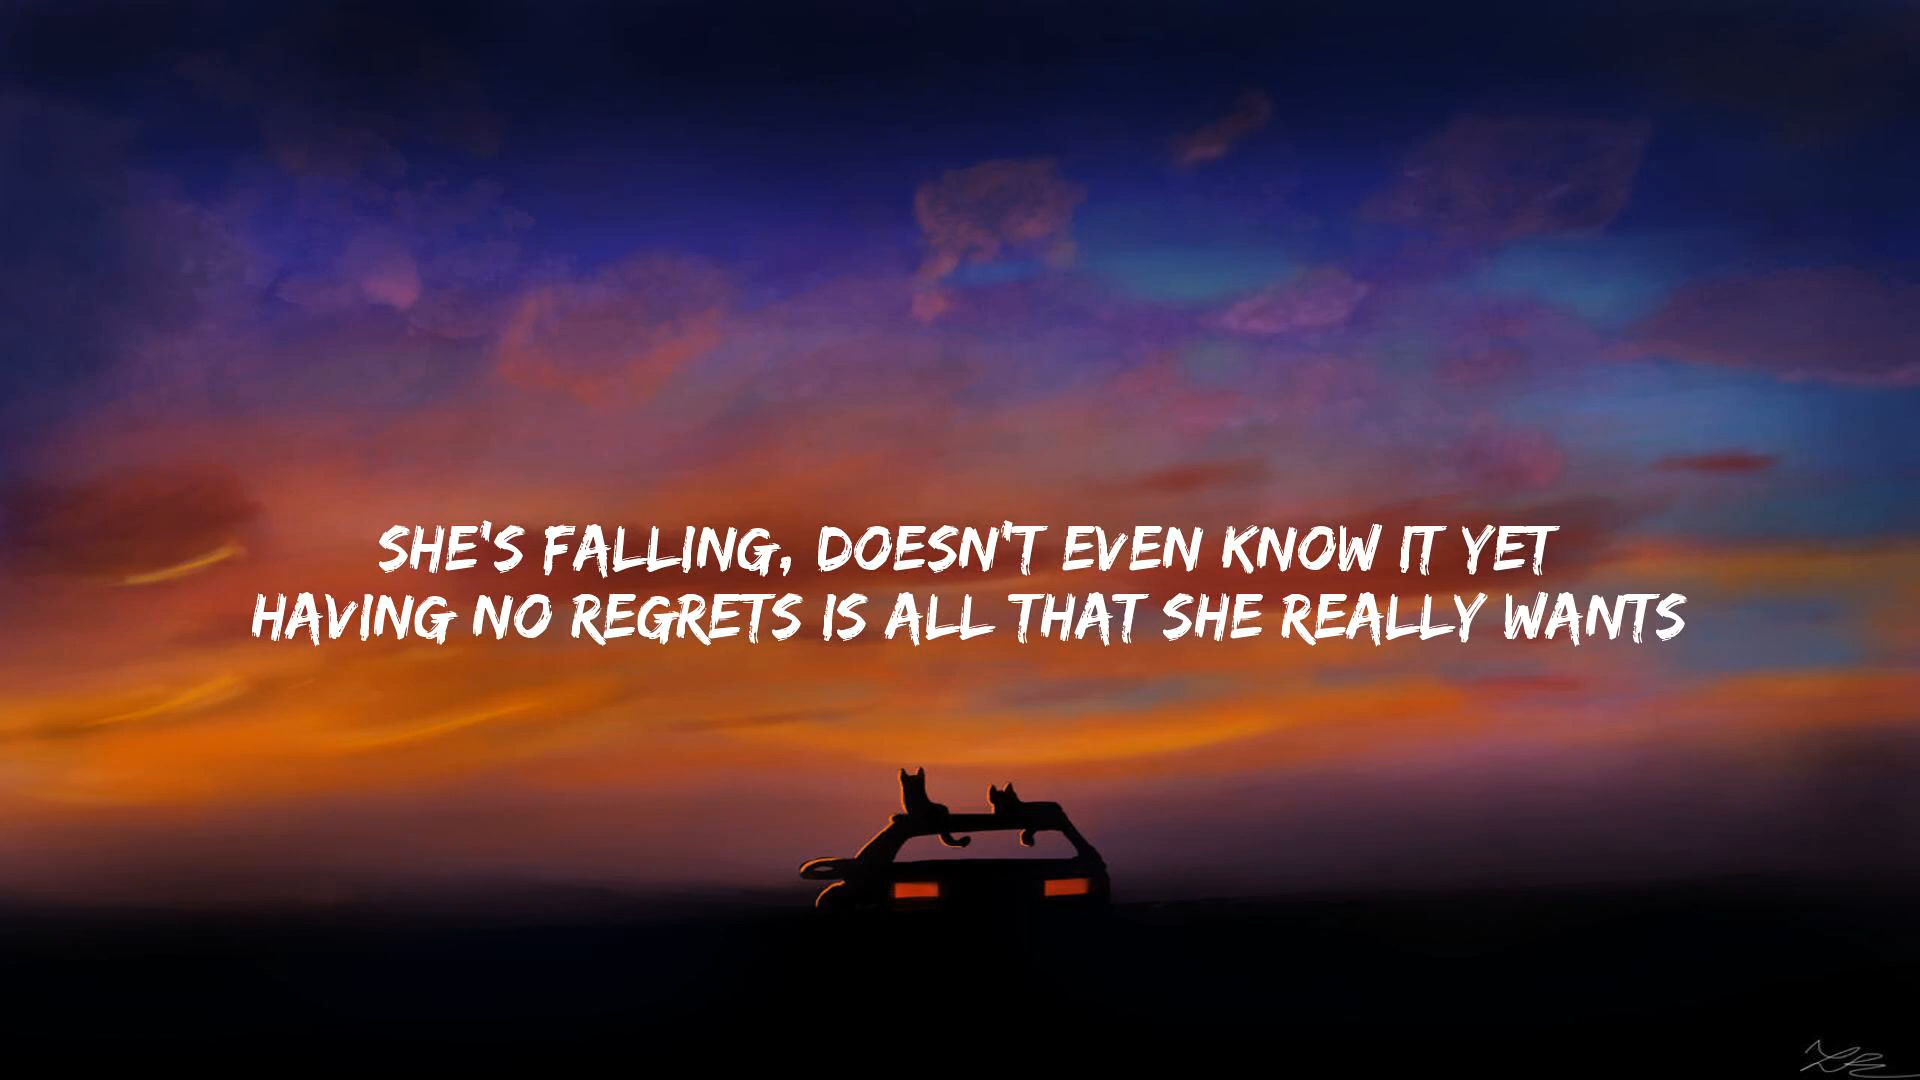 SHE'S FALLING, DOESN'T EVEN KNOW IT YET
HAVING NO REGRETS IS ALL THAT SHE REALLY WANTS